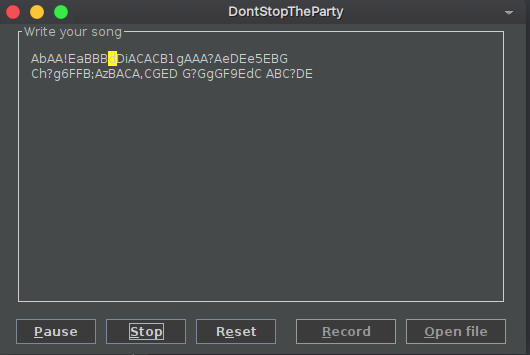 DontStopTheParty
Write your song
AbAA!EaBBB DiACACB1gAAA?AeDEe5EBG
Ch?g6FFB;AzBACA,CGED G?GgGF9EdC ABC?DE
Pause Stop Reset Record Open file